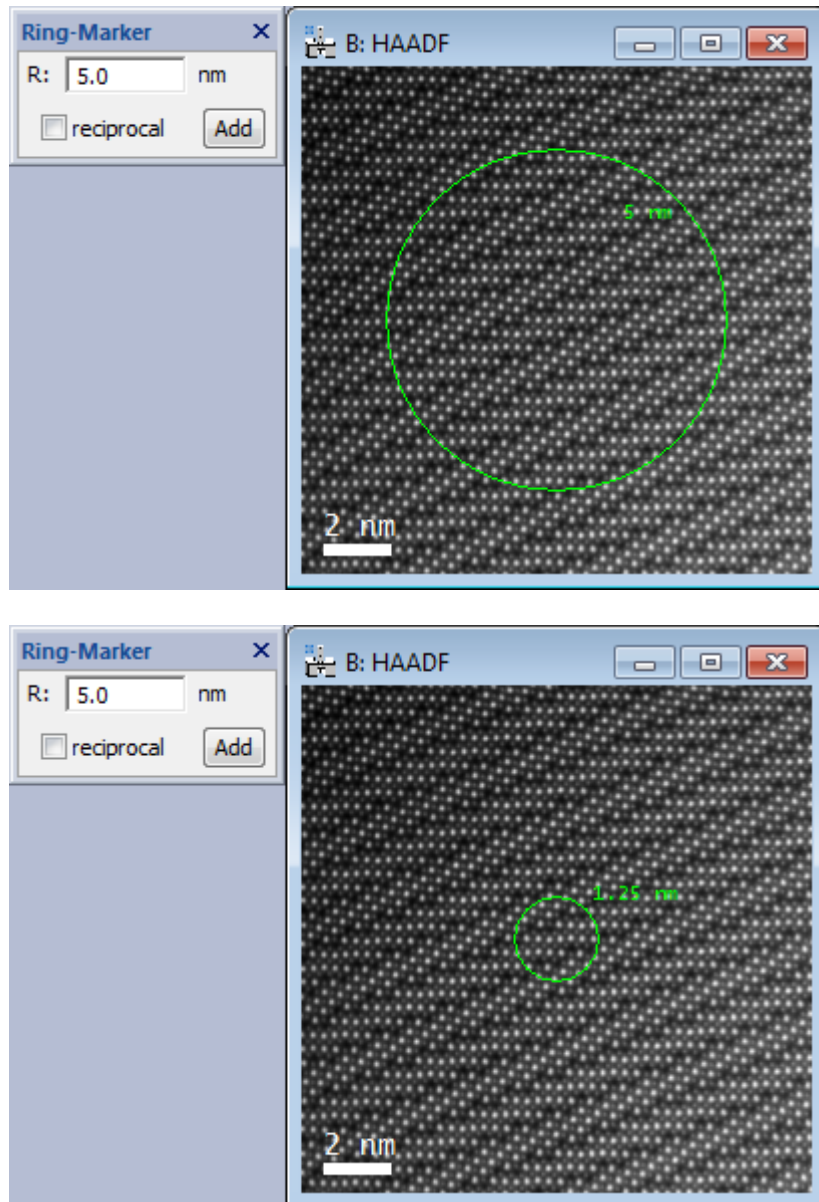 Ring-Marker
B: HAADF
R: 5.0 nm
reciprocal Add
5 nm
2 nm
Ring-Marker
B: HAADF
R: 5.0 nm
reciprocal Add
1.25 nm
2 nm